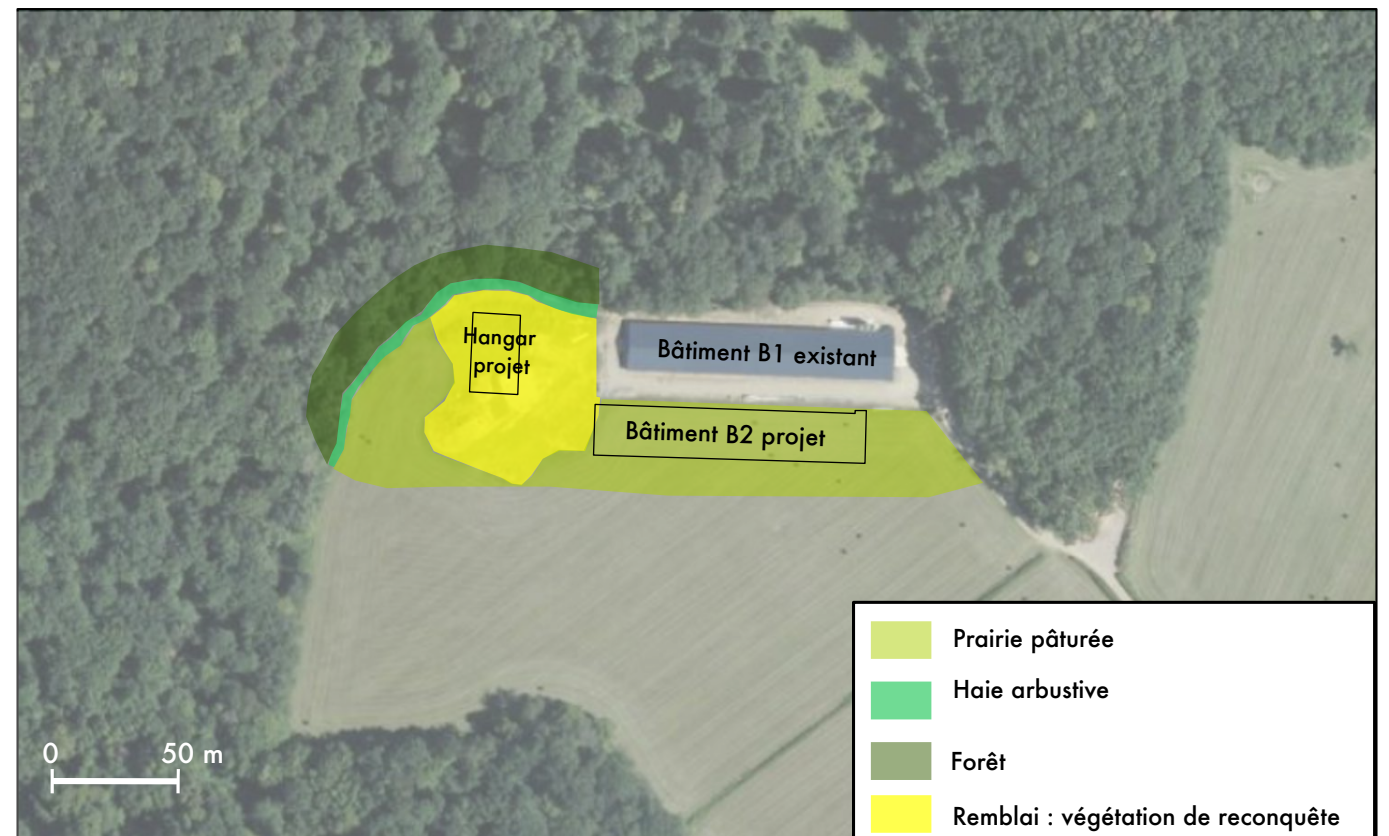 Hangar
projet
Bâtiment B1 existant
Bâtiment B2 projet
0 50 m
Prairie pâturée
Haie arbustive
Forêt
Remblai : végétation de reconquête